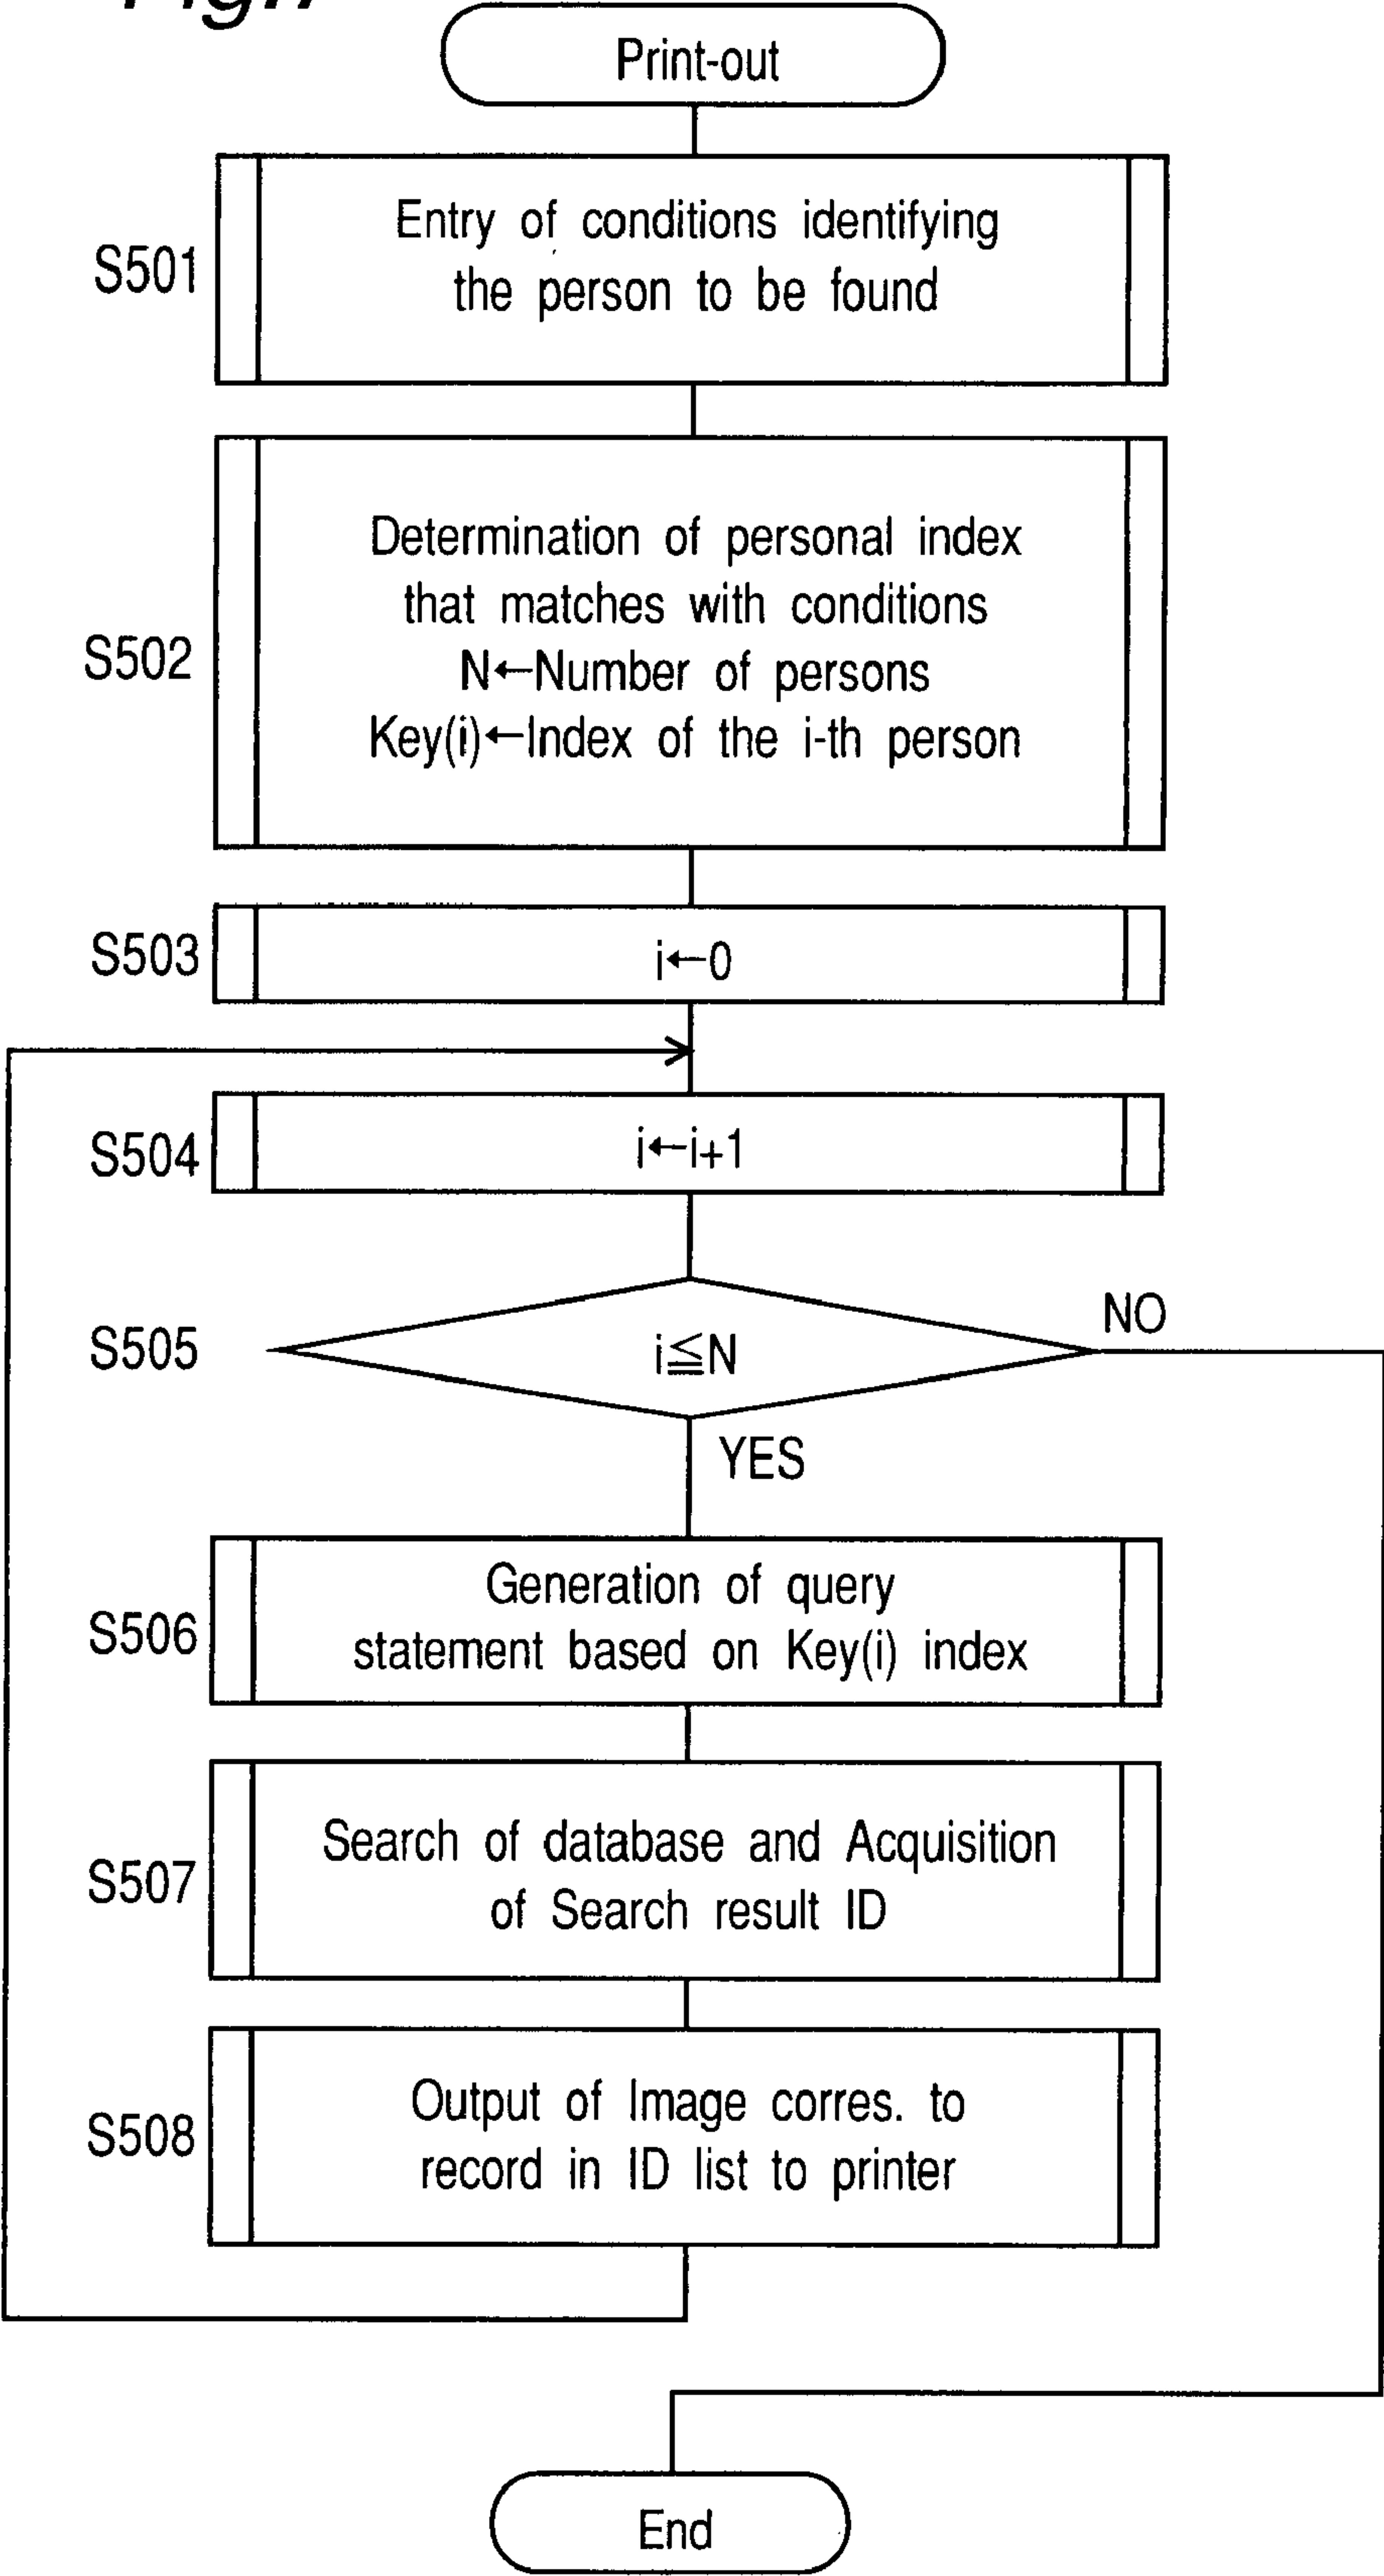 Print-out
S501
Entry of conditions identifying
the person to be found
S502
Determination of personal index
that matches with conditions
N←Number of persons
Key(i)←Index of the i-th person
S503
i←0
S504
i←i+1
S505
i≦N
NO
YES
S506
Generation of query
statement based on Key(i) index
S507
Search of database and Acquisition
of Search result ID
S508
Output of Image corres. to
record in ID list to printer
End